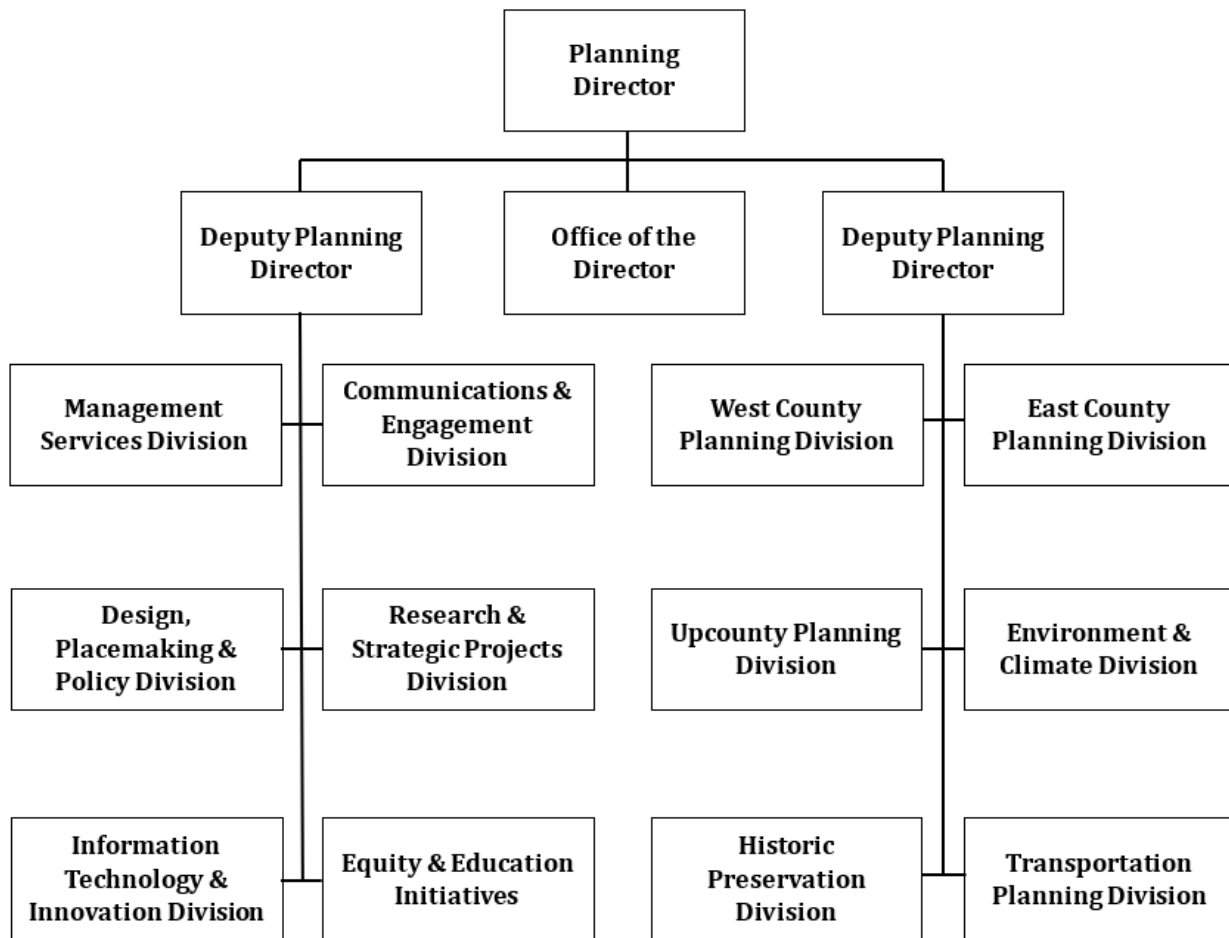 Planning
Director
Deputy Planning
Director
Office of the
Director
Deputy Planning
Director
Management
Services Division
Communications &
Engagement
Division
West County
Planning Division
East County
Planning Division
Design,
Placemaking &
Policy Division
Research &
Strategic Projects
Division
Upcounty Planning
Division
Environment &
Climate Division
Information
Technology &
Innovation Division
Equity & Education
Initiatives
Historic
Preservation
Division
Transportation
Planning Division